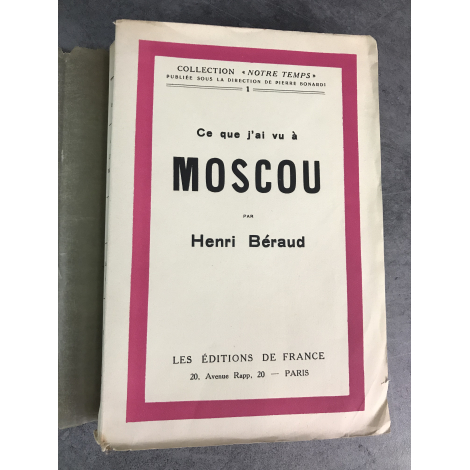 COLLECTION « NOTRE TEMPS »
PUBLIÉE SOUS LA DIRECTION DE PIERRE BONARDI
1
Ce que j'ai vu à
MOSCOU
PAR
Henri Béraud
LES ÉDITIONS DE FRANCE
20, Avenue Rapp, 20 — PARIS